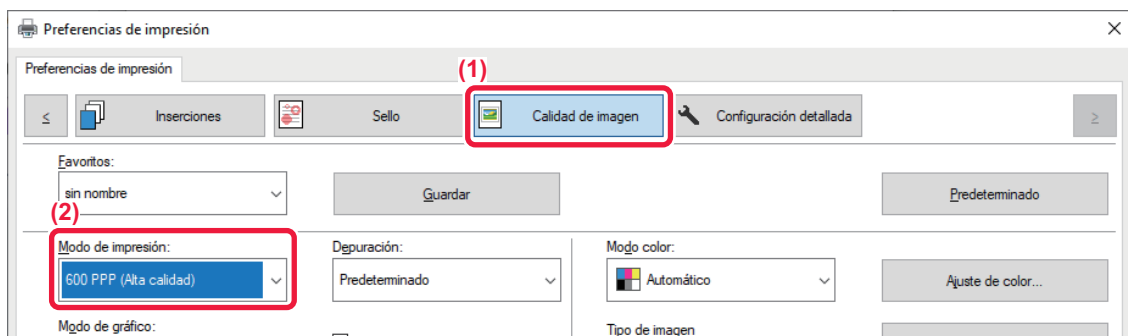 Preferencias de impresión
Preferencias de impresión
(1)
< Inserciones Sello Calidad de imagen Configuración detallada >
Favoritos:
sin nombre Guardar Predeterminado
(2)
Modo de impresión: Depuración: Modo color:
600 PPP (Alta calidad) Predeterminado Automático Ajuste de color...
Modo de gráfico: Tipo de imagen